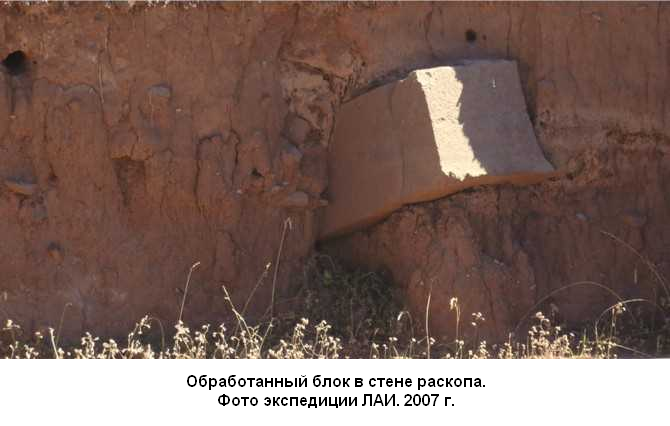 Обработанный блок в стене раскопа.
Фото экспедиции ЛАИ. 2007 г.